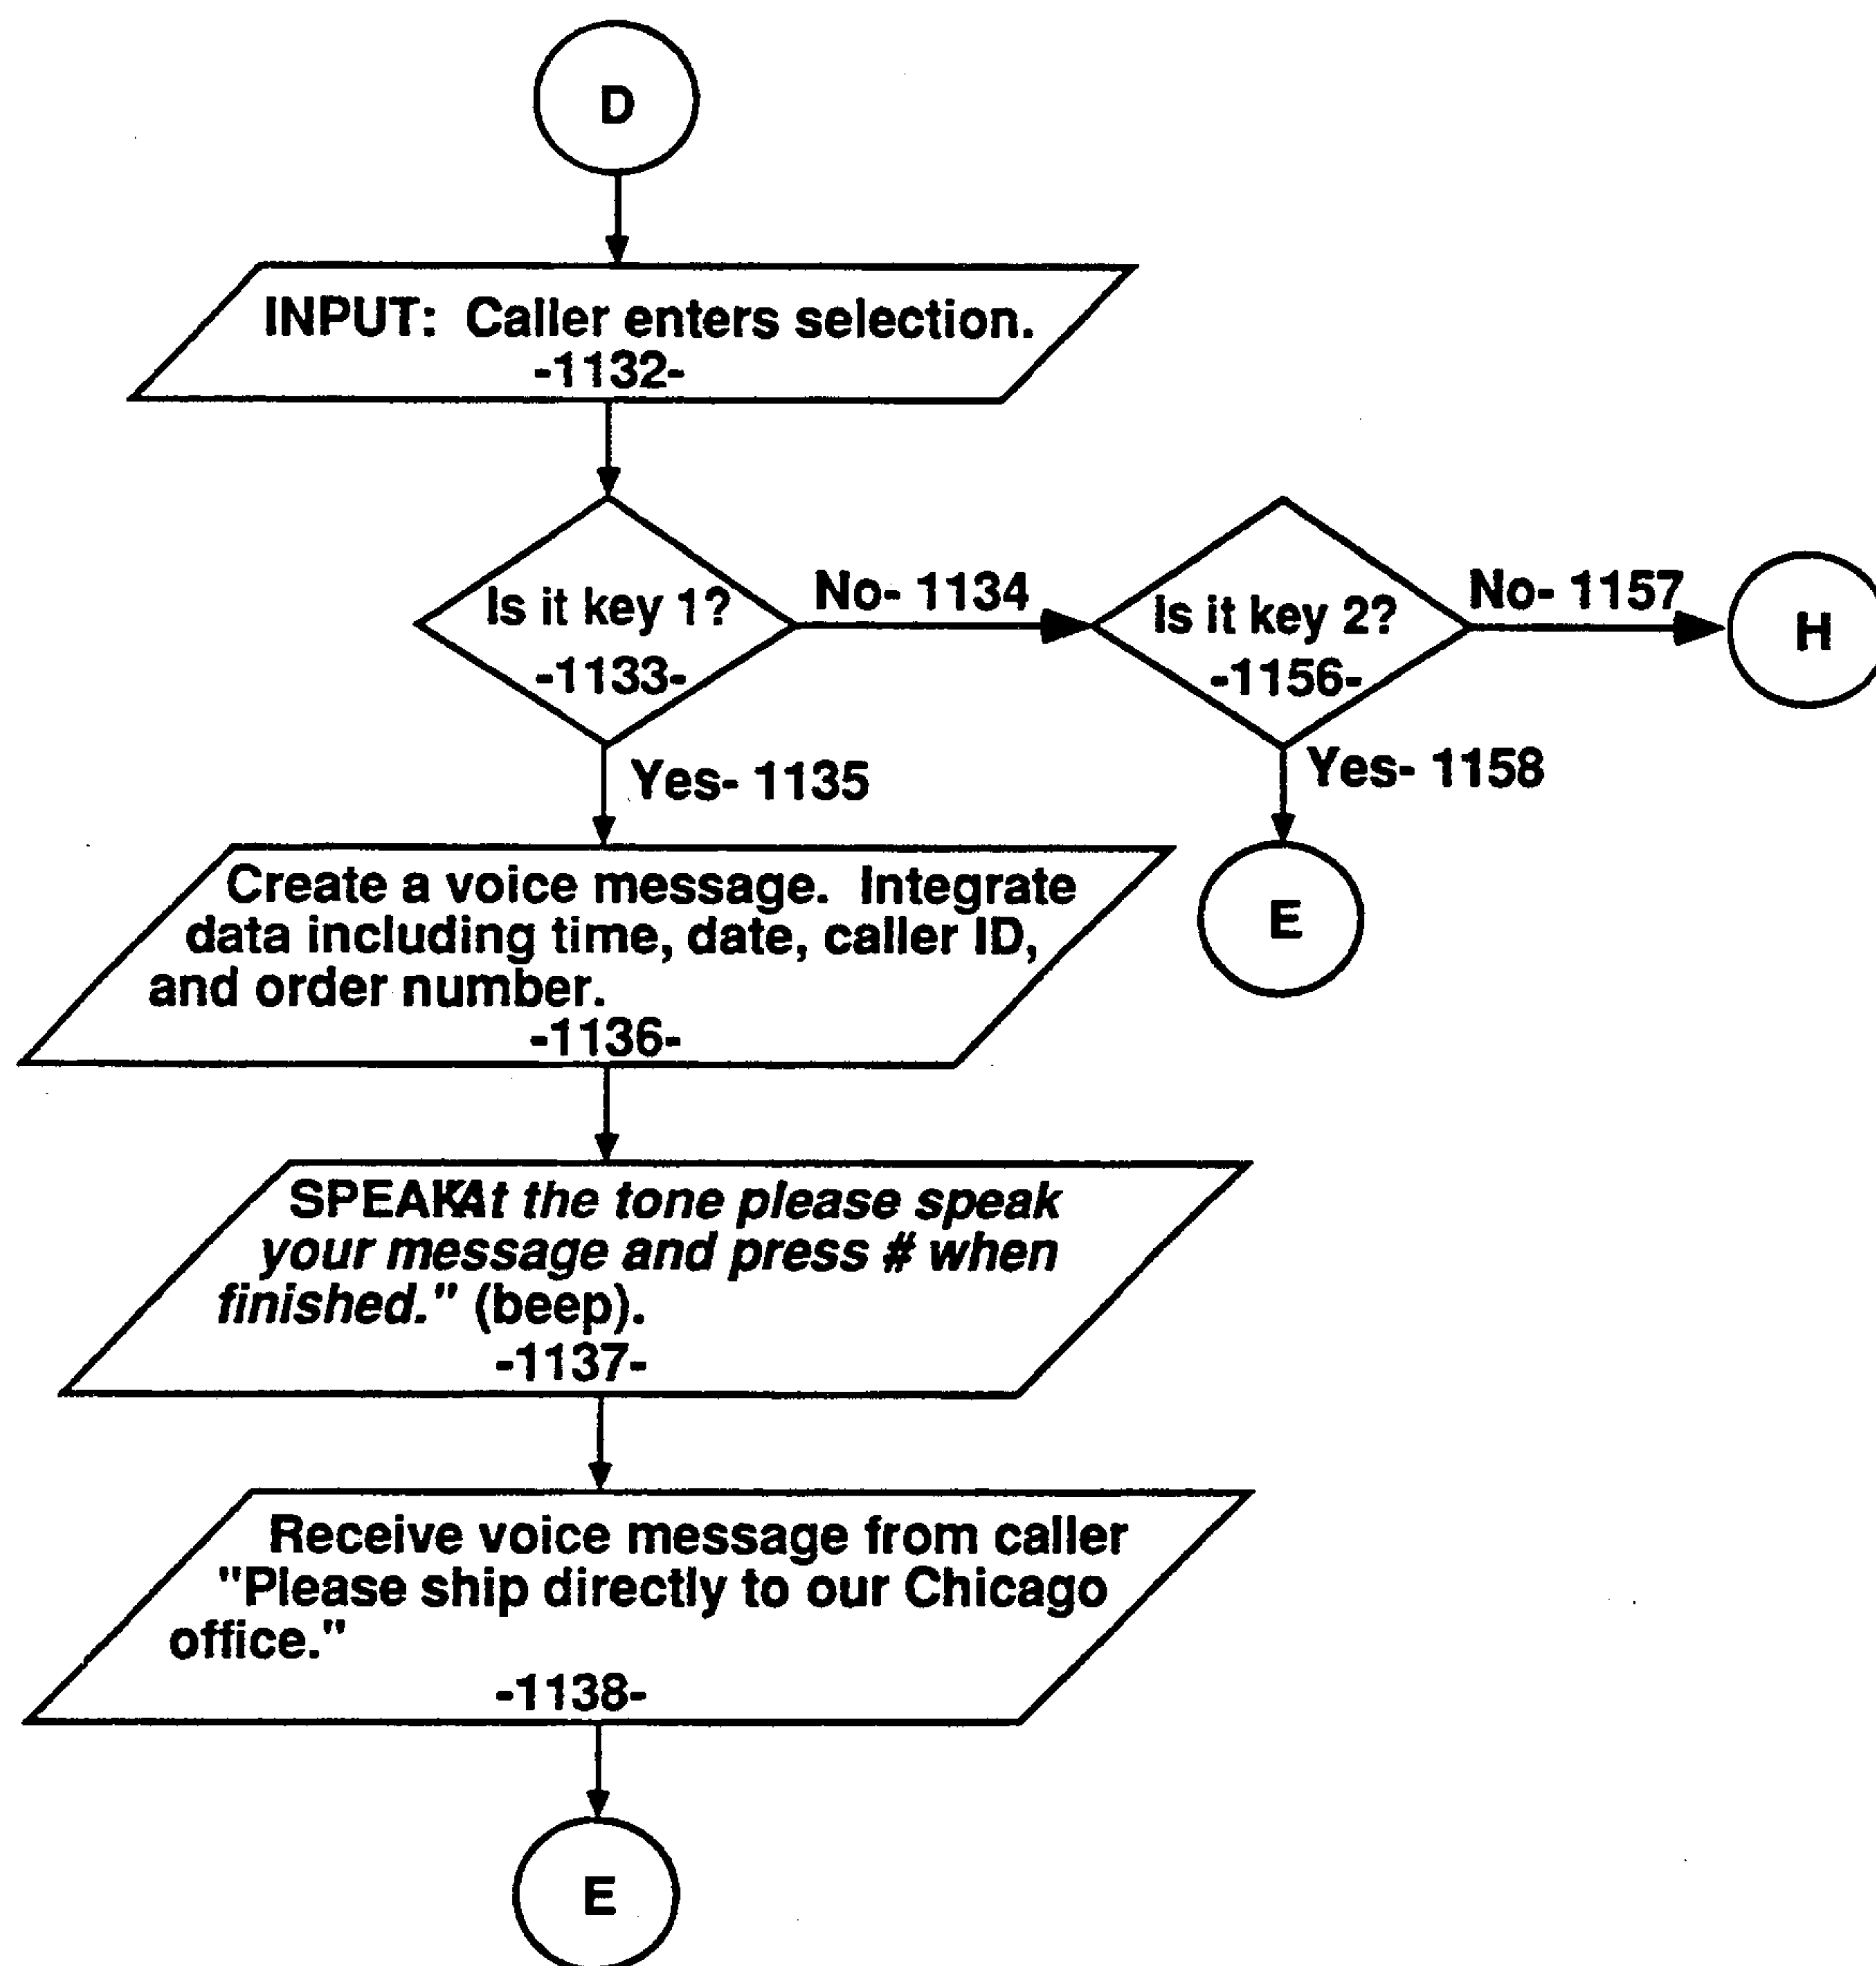 D
INPUT: Caller enters selection.
-1132-
Is it key 1?
-1133-
No- 1134
Is it key 2?
-1156-
No- 1157
H
Yes- 1135
Yes- 1158
E
Create a voice message. Integrate
data including time, date, caller ID,
and order number.
-1136-
SPEAK At the tone please speak
your message and press # when
finished." (beep).
-1137-
Receive voice message from caller
"Please ship directly to our Chicago
office."
-1138-
E